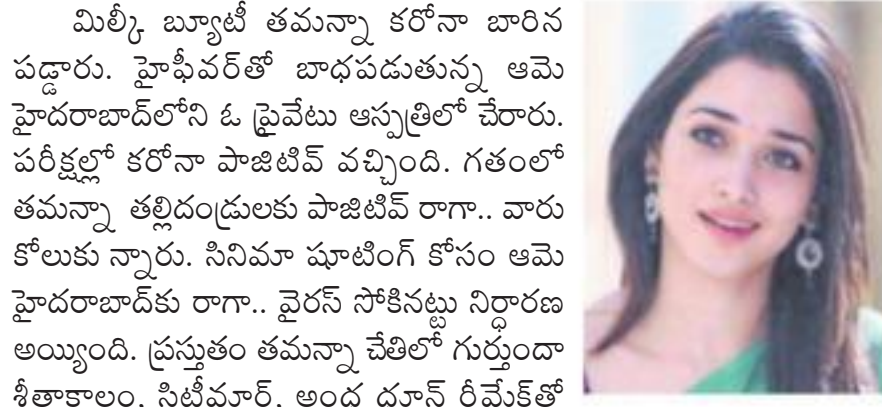 మిల్కీ బ్యూటీ తమన్నా కరోనా బారిన
పడ్డారు. హైఫీవర్‌తో బాధపడుతున్న ఆమె
హైదరాబాద్‌లోని ఓ ప్రైవేటు ఆస్పత్రిలో చేరారు.
పరీక్షల్లో కరోనా పాజిటివ్ వచ్చింది. గతంలో
తమన్నా తల్లిదండ్రులకు పాజిటివ్ రాగా.. వారు
కోలుకు న్నారు. సినిమా షూటింగ్ కోసం ఆమె
హైదరాబాద్‌కు రాగా.. వైరస్ సోకినట్టు నిర్ధారణ
అయ్యింది. ప్రస్తుతం తమన్నా చేతిలో గుర్తుందా
శీతాకాలం, సిటీమార్, అంధ దూన్ రీమేక్‌తో